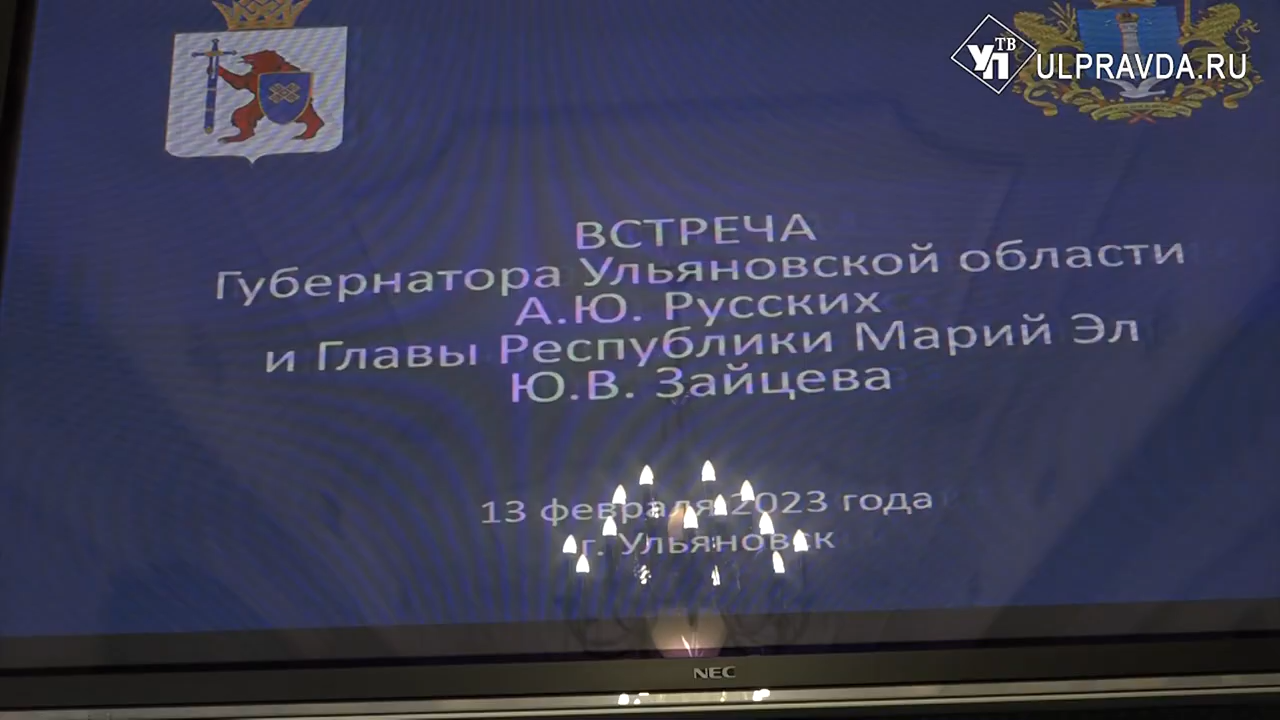 УП ТВ
ULPRAVDA.RU
ВСТРЕЧА
Губернатора Ульяновской области
А.Ю. Русских
и Главы Республики Марий Эл
Ю.В. Зайцева
13 февраля 2023 года
г. Ульяновск
NEC